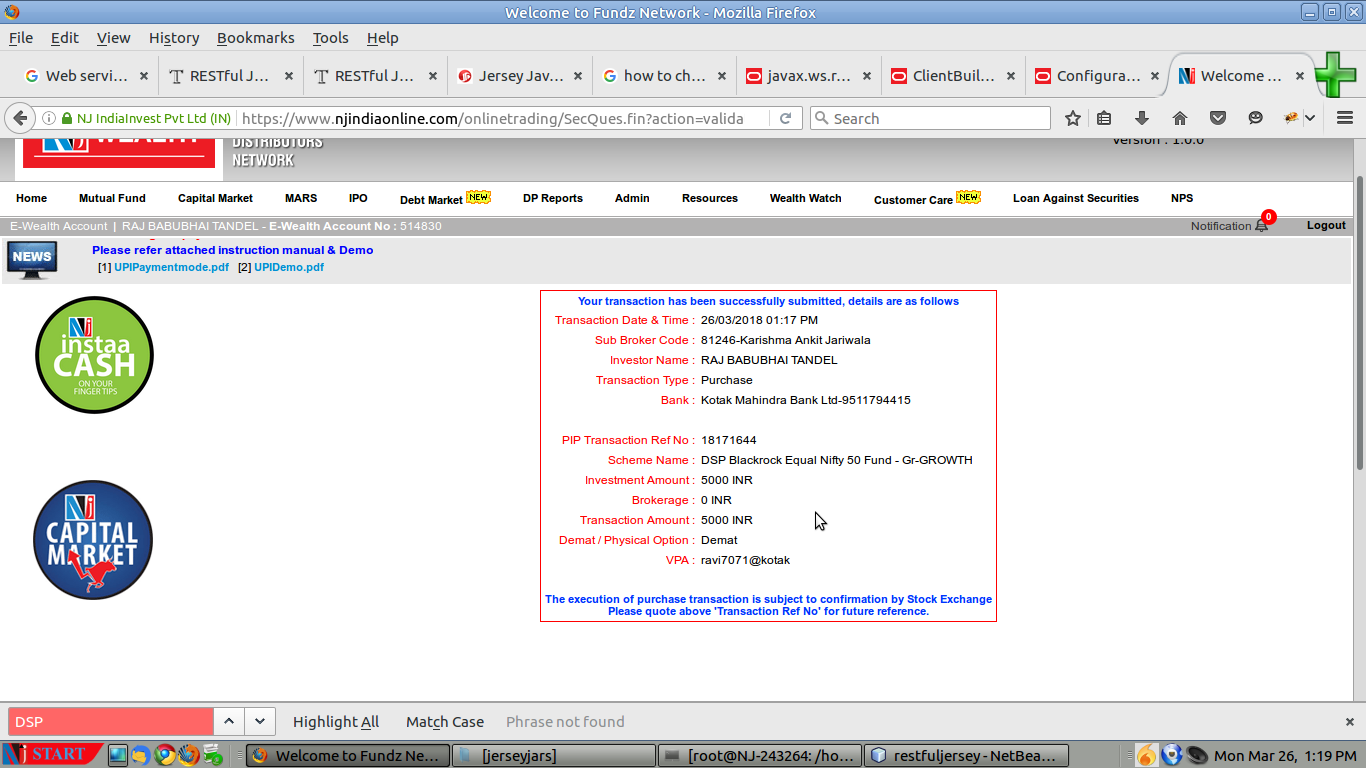 Welcome to Fundz Network - Mozilla Firefox
File Edit View History Bookmarks Tools Help
Web servi... RESTful J... RESTful J... Jersey Jav... how to ch... javax.ws.r... ClientBuil... Configura... Welcome ...
NJ IndiaInvest Pvt Ltd (IN) https://www.njindiaonline.com/onlinetrading/SecQues.fin?action=valida Search
DISTRIBUTORS
NETWORK
Version : 1.0.0
Home Mutual Fund Capital Market MARS IPO Debt Market NEW DP Reports Admin Resources Wealth Watch Customer Care NEW Loan Against Securities NPS
E-Wealth Account | RAJ BABUBHAI TANDEL - E-Wealth Account No : 514830 Notification 0 Logout
NEWS
Please refer attached instruction manual & Demo
[1] UPIPaymentmode.pdf [2] UPIDemo.pdf
NJ
instaa
CASH
ON YOUR
FINGER TIPS
NJ
CAPITAL
MARKET
Your transaction has been successfully submitted, details are as follows
Transaction Date & Time : 26/03/2018 01:17 PM
Sub Broker Code : 81246-Karishma Ankit Jariwala
Investor Name : RAJ BABUBHAI TANDEL
Transaction Type : Purchase
Bank : Kotak Mahindra Bank Ltd-9511794415
PIP Transaction Ref No : 18171644
Scheme Name : DSP Blackrock Equal Nifty 50 Fund - Gr-GROWTH
Investment Amount : 5000 INR
Brokerage : 0 INR
Transaction Amount : 5000 INR
Demat / Physical Option : Demat
VPA : ravi7071@kotak
The execution of purchase transaction is subject to confirmation by Stock Exchange
Please quote above 'Transaction Ref No' for future reference.
DSP Highlight All Match Case Phrase not found
NJ START Welcome to Fundz Ne... [jerseyjars] [root@NJ-243264: /ho... restfuljersey - NetBea... Mon Mar 26, 1:19 PM